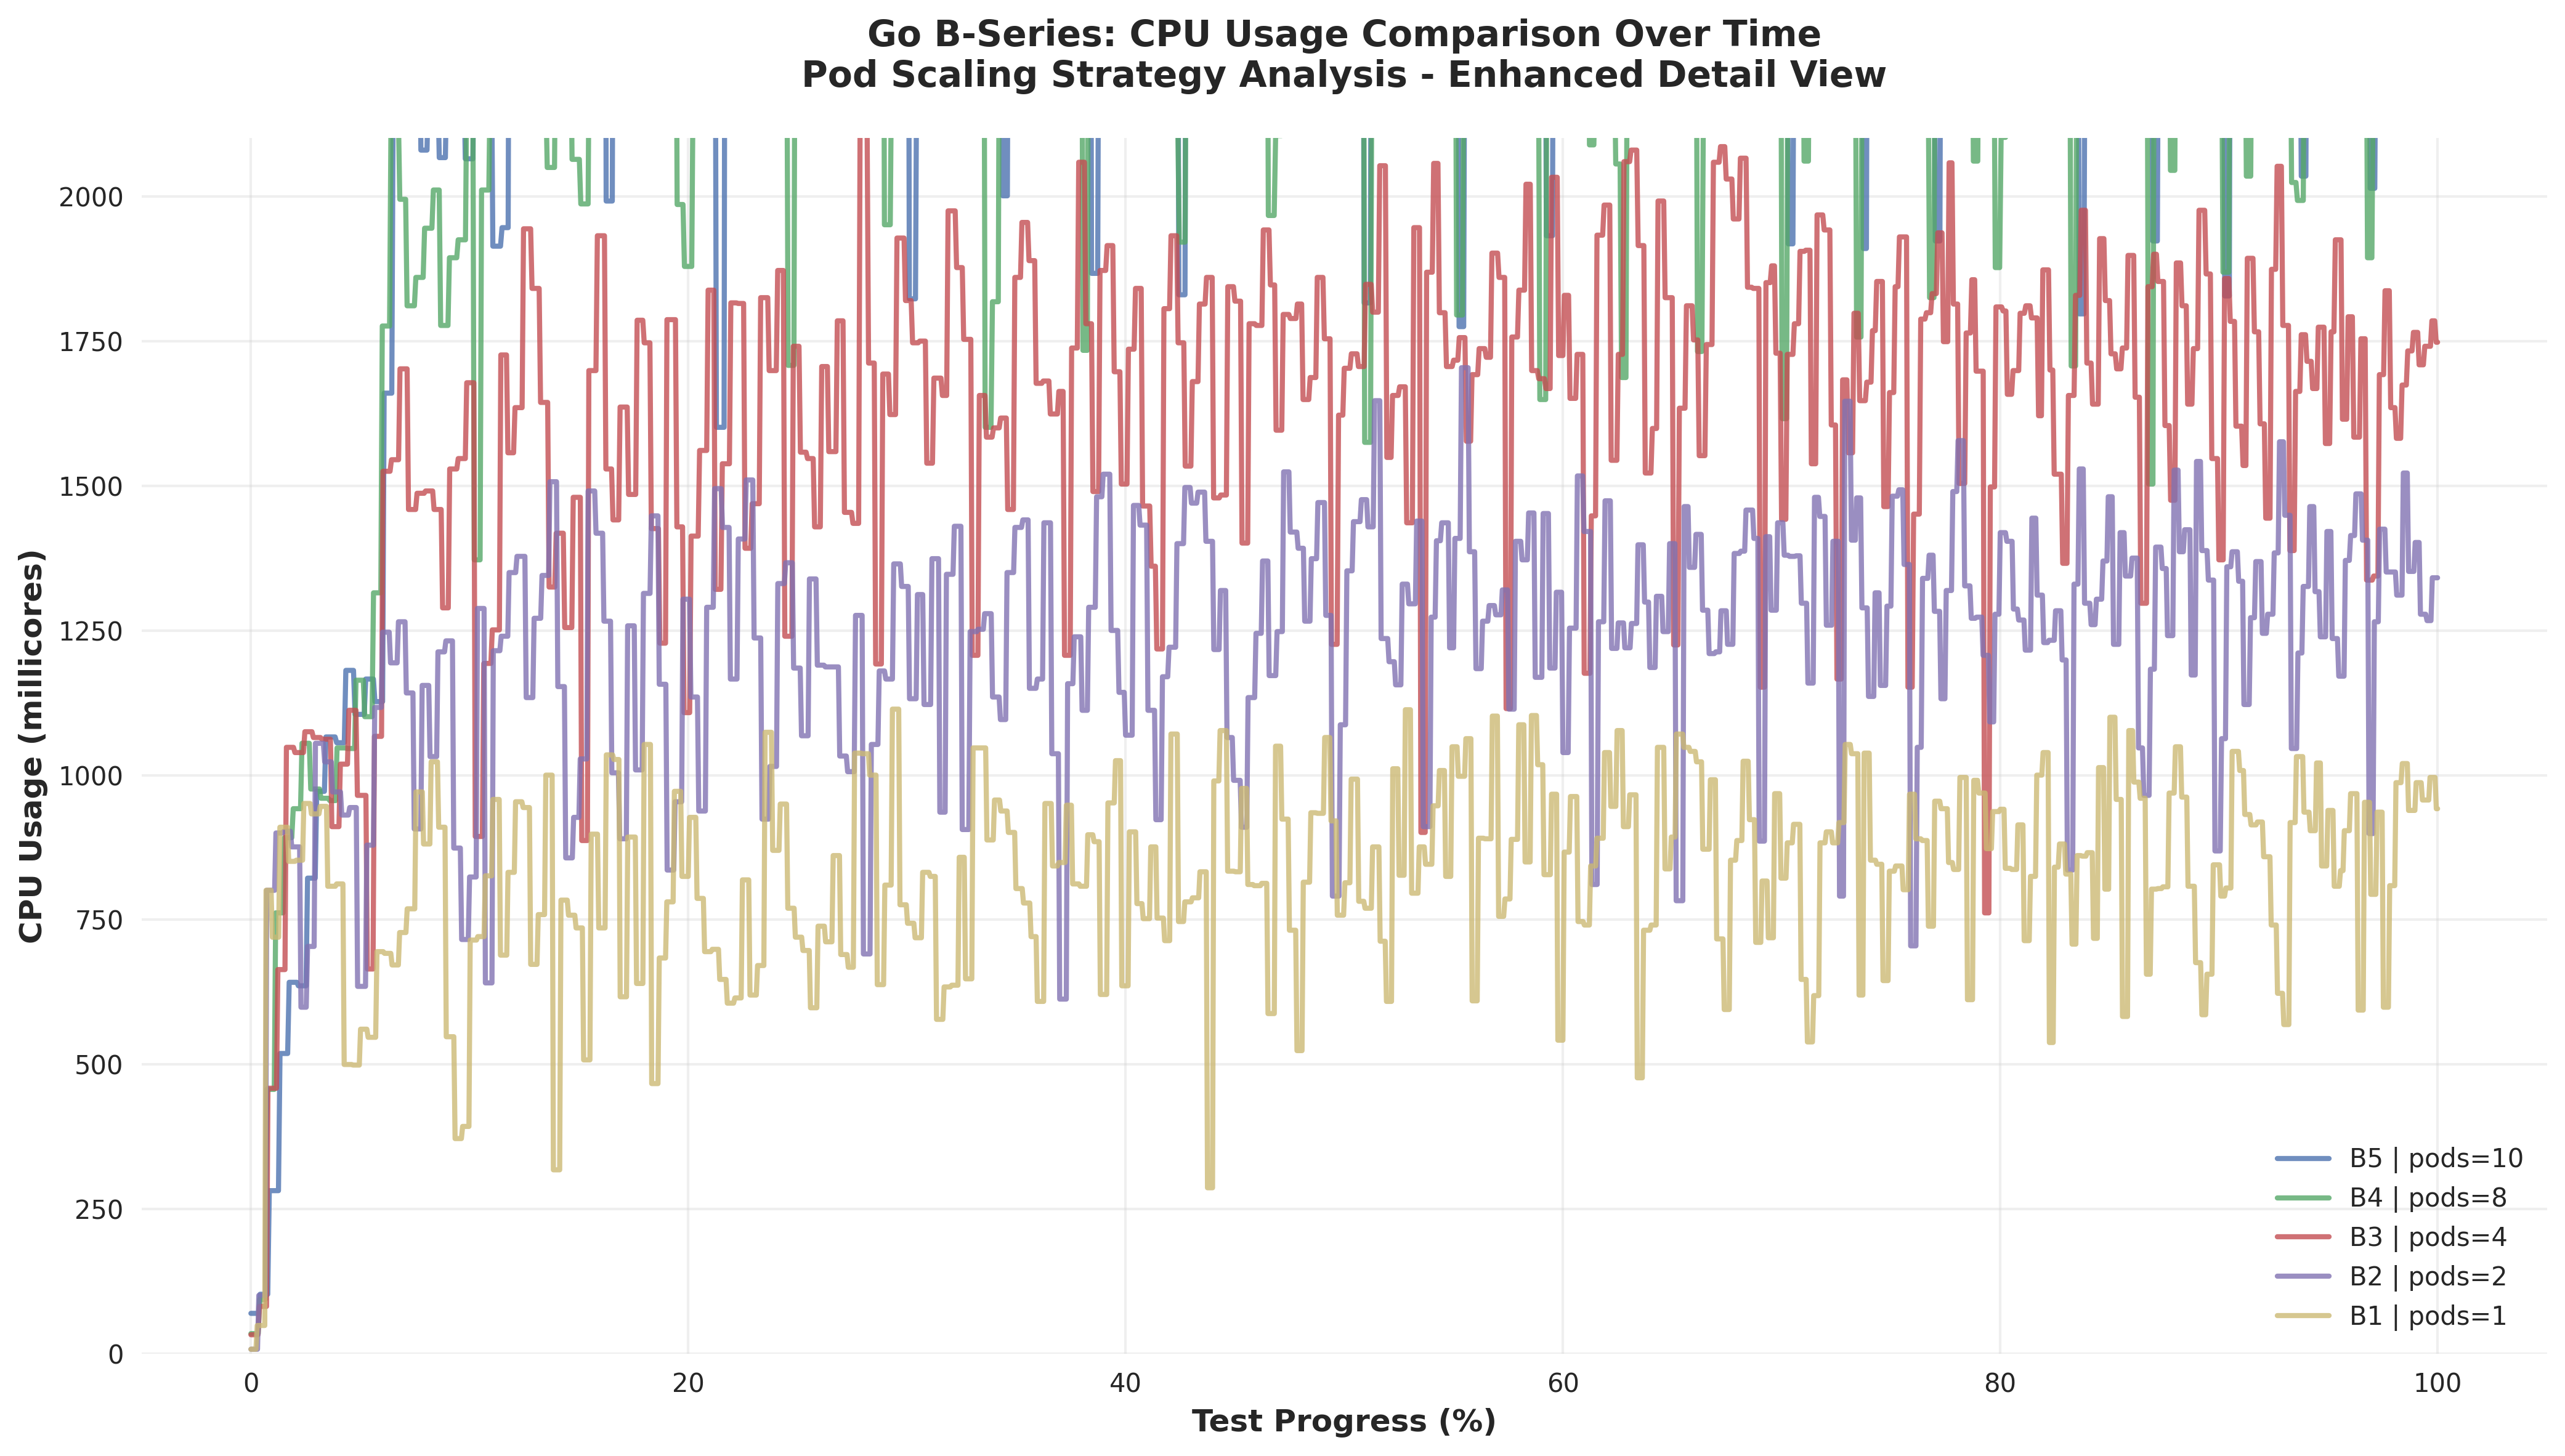 Go B-Series: CPU Usage Comparison Over Time
Pod Scaling Strategy Analysis - Enhanced Detail View
CPU Usage (millicores)
2000
1750
1500
1250
1000
750
500
250
0
0 20 40 60 80 100
Test Progress (%)
B5 | pods=10
B4 | pods=8
B3 | pods=4
B2 | pods=2
B1 | pods=1